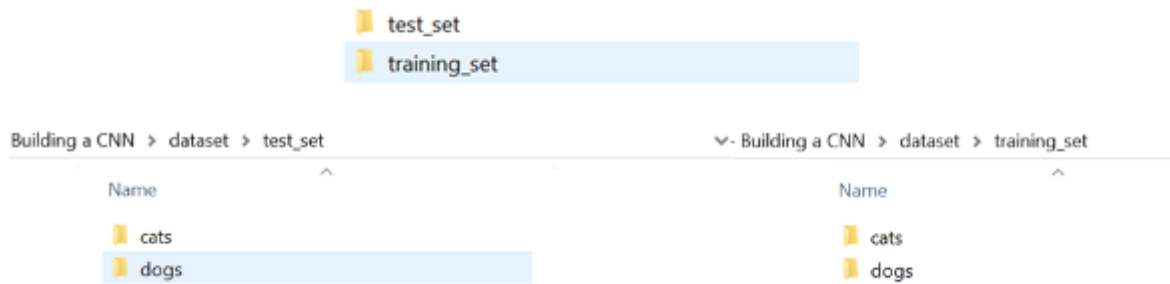 test_set
training_set
Building a CNN > dataset > test_set
Name
cats
dogs
Building a CNN > dataset > training_set
Name
cats
dogs